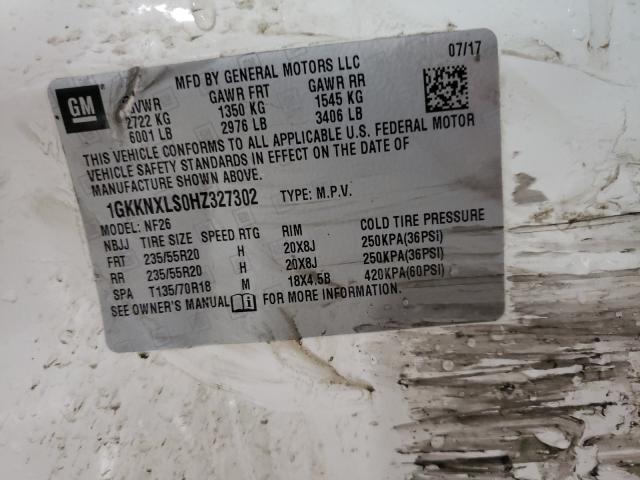 07/17
MFD BY GENERAL MOTORS LLC
GM
GVWR GAWR FRT GAWR RR
2722 KG 1350 KG 1545 KG
6001 LB 2976 LB 3406 LB
THIS VEHICLE CONFORMS TO ALL APPLICABLE U.S. FEDERAL MOTOR
VEHICLE SAFETY STANDARDS IN EFFECT ON THE DATE OF
MANUFACTURE SHOWN ABOVE.
1GKKNXLS0HZ327302 TYPE: M.P.V.
MODEL: NF26
NBJJ TIRE SIZE SPEED RTG RIM COLD TIRE PRESSURE
FRT 235/55R20 H 20X8J 250KPA(36PSI)
RR 235/55R20 H 20X8J 250KPA(36PSI)
SPA T135/70R18 M 18X4.5B 420KPA(60PSI)
SEE OWNER'S MANUAL FOR MORE INFORMATION.